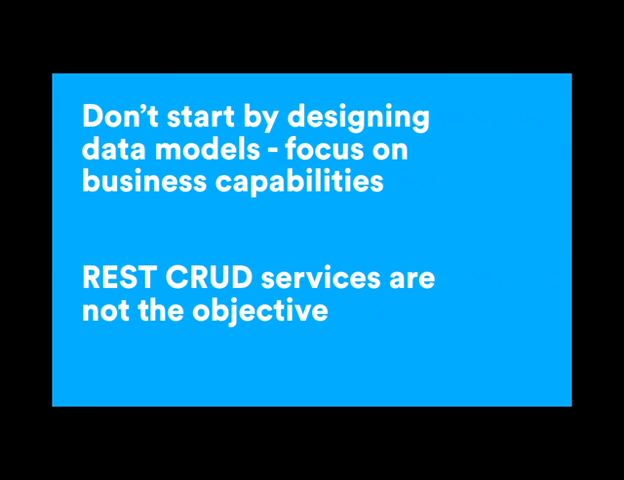 Don’t start by designing
data models - focus on
business capabilities
REST CRUD services are
not the objective